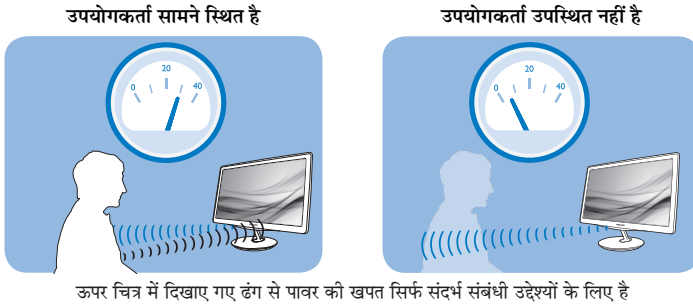 उपयोगकर्ता सामने स्थित है
उपयोगकर्ता उपस्थित नहीं है
0 20 40
0 20 40
ऊपर चित्र में दिखाए गए ढंग से पावर की खपत सिर्फ संदर्भ संबंधी उद्देश्यों के लिए है